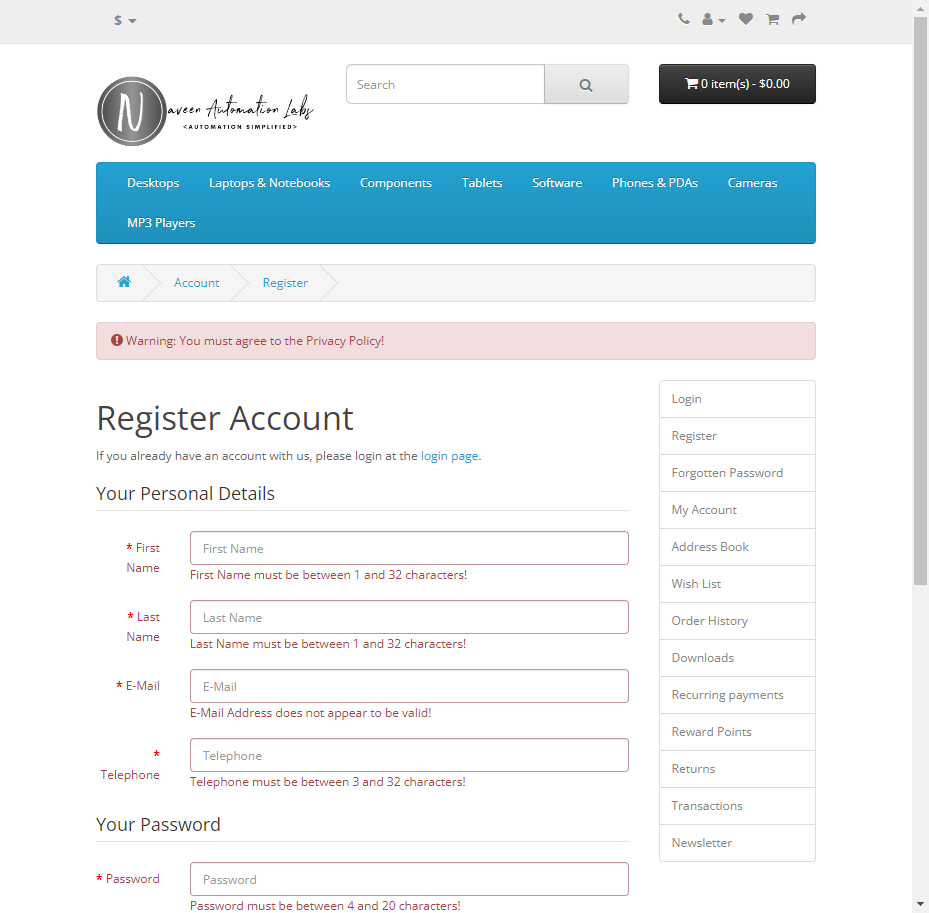 $
Search
0 item(s) - $0.00
N
aveen Automation Labs
<AUTOMATION SIMPLIFIED>
Desktops Laptops & Notebooks Components Tablets Software Phones & PDAs Cameras
MP3 Players
Account Register
Warning: You must agree to the Privacy Policy!
Register Account
If you already have an account with us, please login at the login page.
Your Personal Details
* First
Name
First Name
First Name must be between 1 and 32 characters!
* Last
Name
Last Name
Last Name must be between 1 and 32 characters!
* E-Mail
E-Mail
E-Mail Address does not appear to be valid!
*
Telephone
Telephone
Telephone must be between 3 and 32 characters!
Your Password
* Password
Password
Password must be between 4 and 20 characters!
Login
Register
Forgotten Password
My Account
Address Book
Wish List
Order History
Downloads
Recurring payments
Reward Points
Returns
Transactions
Newsletter